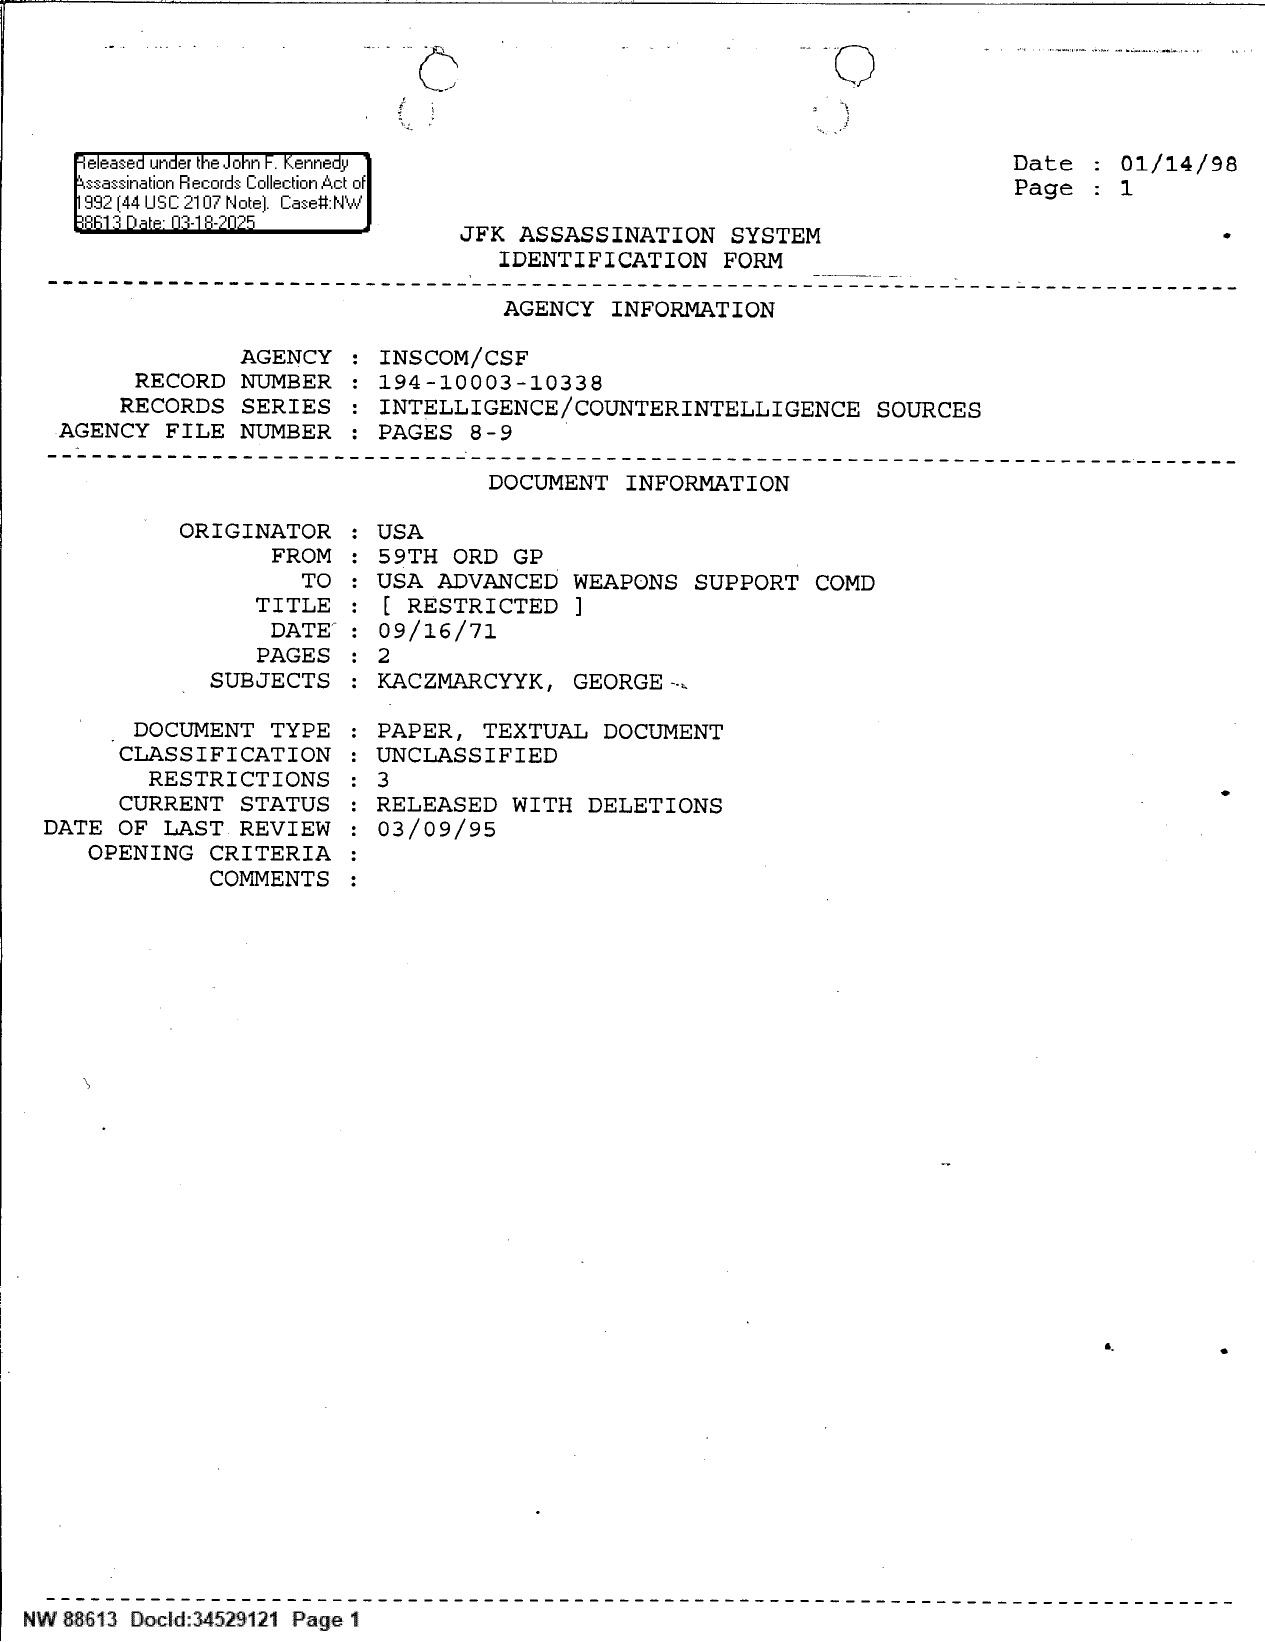 Released under the John F. Kennedy
Assassination Records Collection Act of
1992 (44 USC 2107 Note). Case#:NW
88613 Date: 03-18-2025
Date : 01/14/98
Page : 1
JFK ASSASSINATION SYSTEM
IDENTIFICATION FORM
AGENCY INFORMATION
AGENCY : INSCOM/CSF
RECORD NUMBER : 194-10003-10338
RECORDS SERIES : INTELLIGENCE/COUNTERINTELLIGENCE SOURCES
AGENCY FILE NUMBER : PAGES 8-9
DOCUMENT INFORMATION
ORIGINATOR : USA
FROM : 59TH ORD GP
TO : USA ADVANCED WEAPONS SUPPORT COMD
TITLE : [ RESTRICTED ]
DATE : 09/16/71
PAGES : 2
SUBJECTS : KACZMARCYYK, GEORGE
DOCUMENT TYPE : PAPER, TEXTUAL DOCUMENT
CLASSIFICATION : UNCLASSIFIED
RESTRICTIONS : 3
CURRENT STATUS : RELEASED WITH DELETIONS
DATE OF LAST REVIEW : 03/09/95
OPENING CRITERIA :
COMMENTS :
NW 88613 DocId:34529121 Page 1